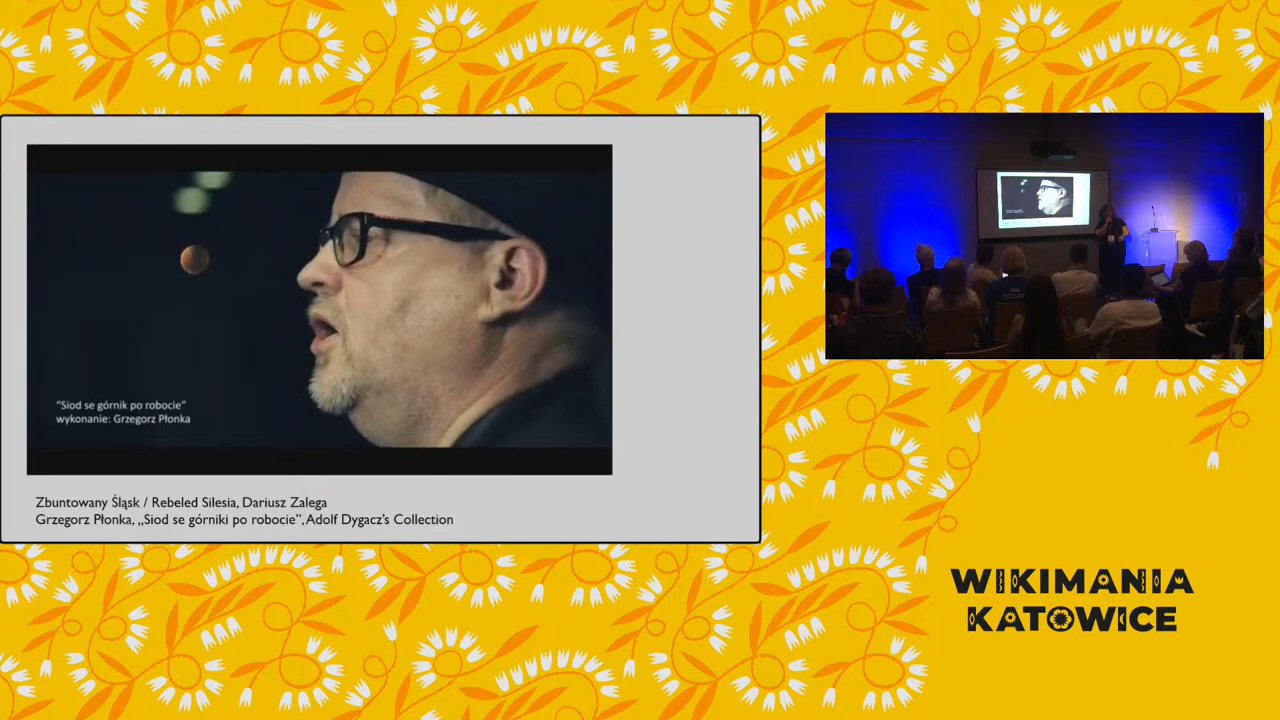 “Siod se górnik po robocie”
wykonanie: Grzegorz Płonka
Zbuntowany Śląsk / Rebeled Silesia, Dariusz Zalega
Grzegorz Płonka, „Siod se górniki po robocie”, Adolf Dygacz’s Collection
WIKIMANIA
KATOWICE